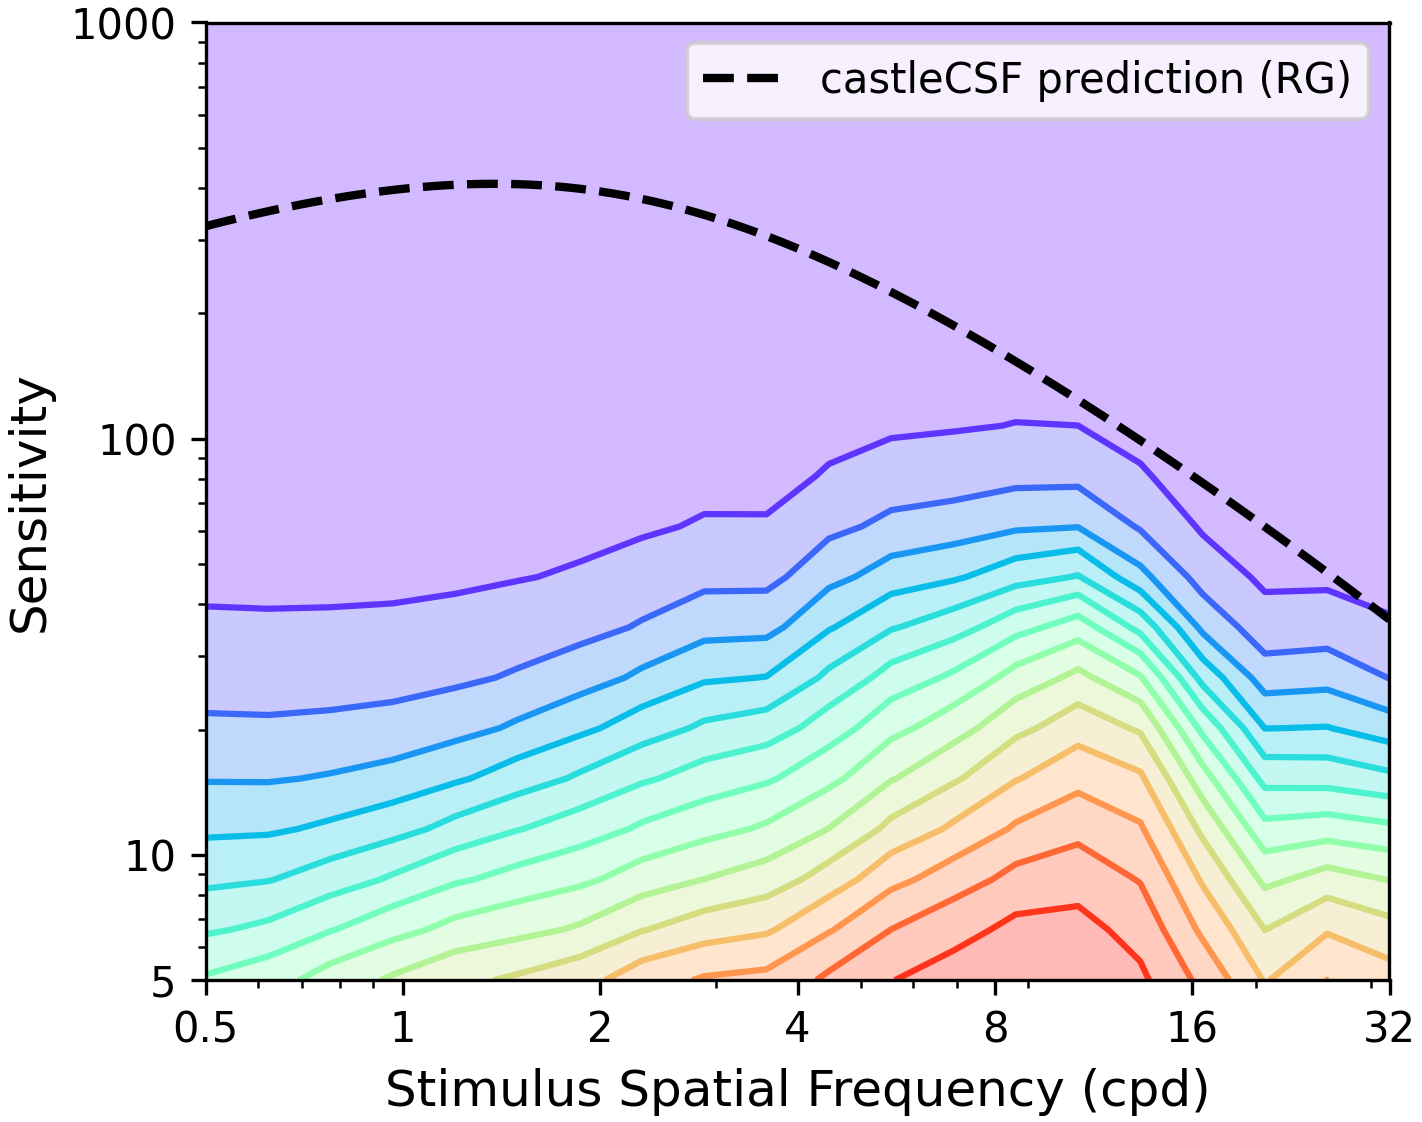 1000
castleCSF prediction (RG)
Sensitivity
100
10
5
0.5 1 2 4 8 16 32
Stimulus Spatial Frequency (cpd)